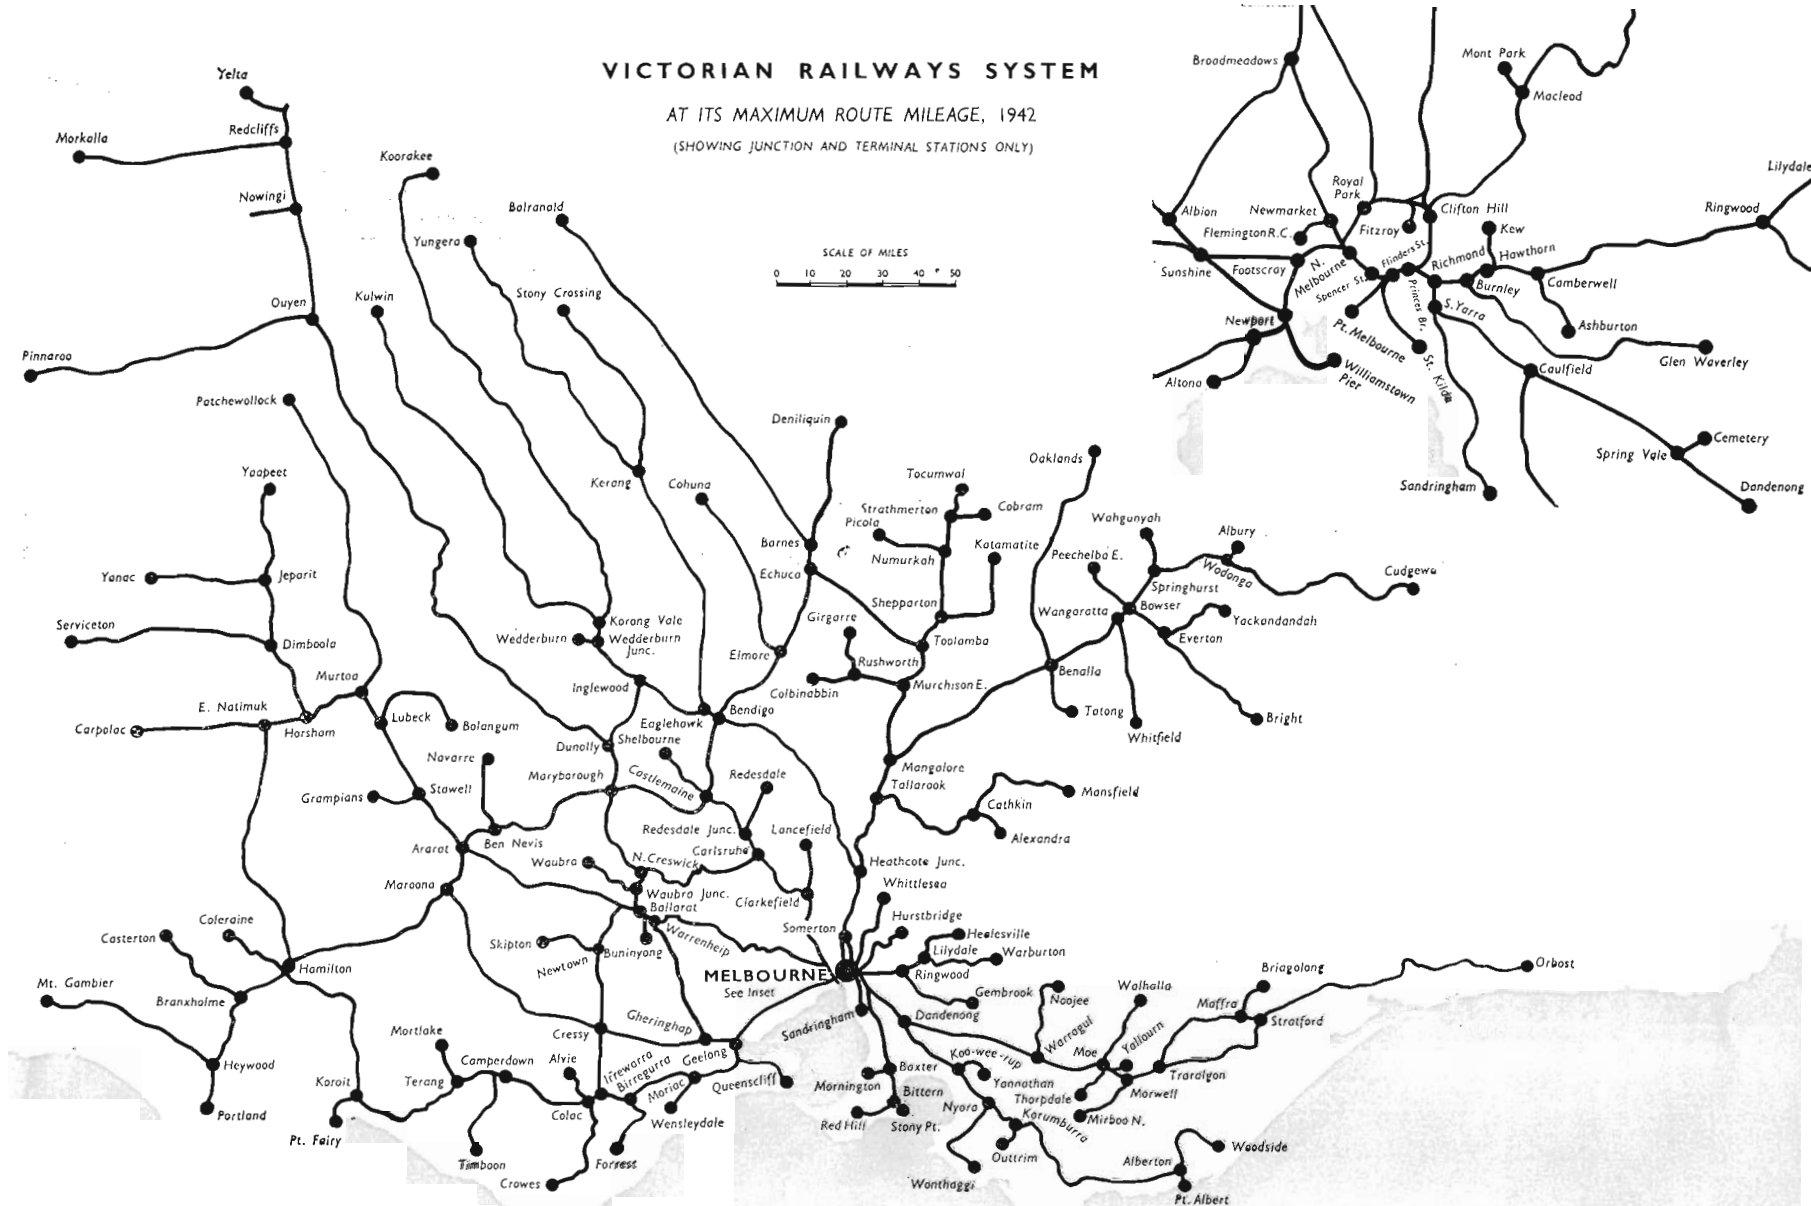 VICTORIAN RAILWAYS SYSTEM
AT ITS MAXIMUM ROUTE MILEAGE, 1942
(SHOWING JUNCTION AND TERMINAL STATIONS ONLY)
SCALE OF MILES
0 10 20 30 40 50
Yelta
Redcliffs
Morkalla
Nowingi
Koorakee
Balranald
Yungera
Stony Crossing
Kulwin
Ouyen
Pinnaroo
Patchewollock
Yaapeet
Kerang
Cohuna
Deniliquin
Barnes
Echuca
Tocumwal
Strathmerton
Cobram
Picola
Numurkah
Katamatite
Shepparton
Oaklands
Wahgunyah
Albury
Peechelba E.
Wodonga
Cudgewa
Springhurst
Bowser
Wangaratta
Yackandandah
Everton
Benalla
Tatong
Whitfield
Bright
Yanac
Jeparit
Serviceton
Dimboola
Murtoa
E. Natimuk
Carpolac
Horsham
Lubeck
Bolangum
Wedderburn
Korong Vale
Wedderburn
Junc.
Inglewood
Elmore
Girgarre
Toolamba
Rushworth
Colbinabbin
Murchison E.
Eaglehawk
Bendigo
Dunolly
Shelbourne
Navarre
Maryborough
Castlemaine
Redesdale
Mangalore
Tallarook
Cathkin
Mansfield
Alexandra
Grampians
Stawell
Ben Nevis
Redesdale Junc.
Lancefield
Ararat
Waubra
N. Creswick
Carlsruhe
Heathcote Junc.
Maroona
Waubra Junc.
Clarkefield
Whittlesea
Ballarat
Hurstbridge
Coleraine
Casterton
Skipton
Buninyong
Warrenheip
Somerton
Healesville
Lilydale
Warburton
Newtown
Hamilton
MELBOURNE
See Inset
Ringwood
Mt. Gambier
Branxholme
Gembrook
Noojee
Walhalla
Briagolong
Orbost
Maffra
Stratford
Sandringham
Dandenong
Warragul
Moe
Yallourn
Mortlake
Cressy
Gheringhap
Geelong
Heywood
Camperdown
Alvie
Irrewarra
Birregurra
Moriac
Queenscliff
Baxter
Koo-wee-rup
Yannathan
Traralgon
Morwell
Koroit
Terang
Mornington
Bittern
Thorpdale
Portland
Colac
Wensleydale
Red Hill
Stony Pt.
Nyora
Korumburra
Mirboo N.
Pt. Fairy
Timboon
Forrest
Outtrim
Alberton
Woodside
Crowes
Wonthaggi
Pt. Albert
Broadmeadows
Mont Park
Macleod
Lilydale
Royal
Park
Albion
Newmarket
Clifton Hill
Ringwood
Flemington R.C.
Fitzroy
Kew
Sunshine
Footscray
N.
Melbourne
Flinders St.
Richmond
Hawthorn
Spencer St.
Princes Br.
Burnley
Camberwell
Newport
S. Yarra
Pt. Melbourne
St. Kilda
Ashburton
Glen Waverley
Altona
Williamstown
Pier
Caulfield
Cemetery
Spring Vale
Sandringham
Dandenong